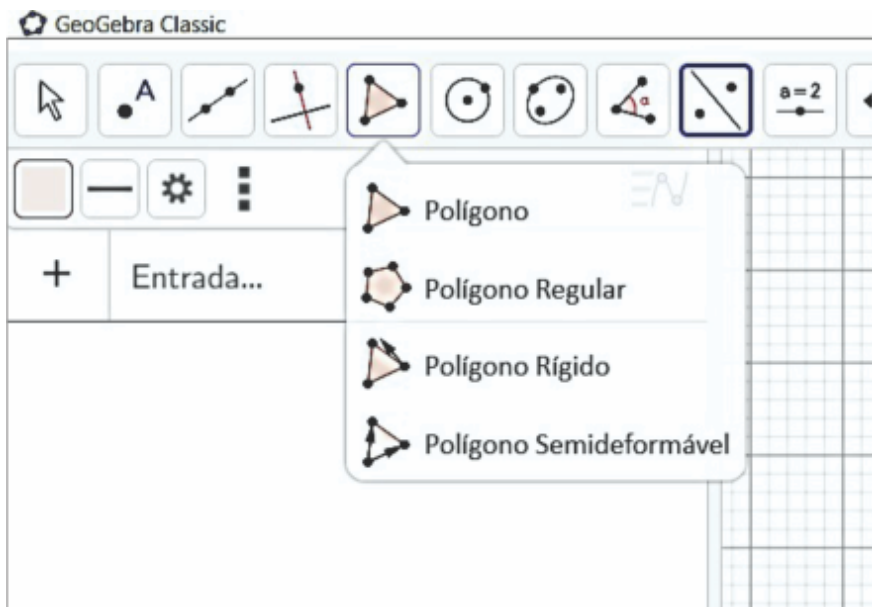 GeoGebra Classic
A
α
a=2
Polígono
Entrada...
Polígono Regular
Polígono Rígido
Polígono Semideformável